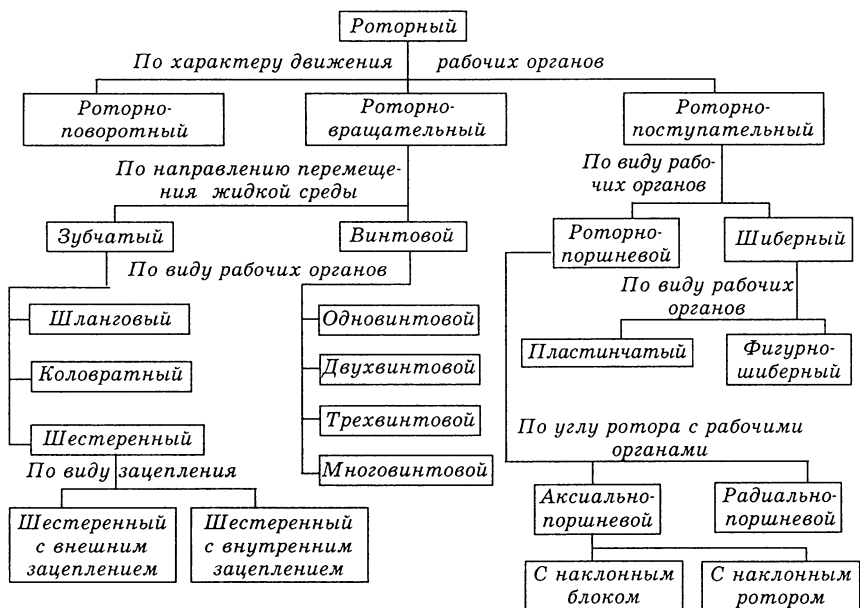 Роторный
По характеру движения рабочих органов
Роторно-
поворотный
Роторно-
вращательный
Роторно-
поступательный
По направлению перемеще-
ния жидкой среды
По виду рабо-
чих органов
Зубчатый
Винтовой
Роторно-
поршневой
Шиберный
По виду рабочих органов
По виду рабочих
органов
Шланговый
Одновинтовой
Пластинчатый
Фигурно-
шиберный
Коловратный
Двухвинтовой
Шестеренный
Трехвинтовой
По углу ротора с рабочими
органами
По виду зацепления
Многовинтовой
Аксиально-
поршневой
Радиально-
поршневой
Шестеренный
с внешним
зацеплением
Шестеренный
с внутренним
зацеплением
С наклонным
блоком
С наклонным
ротором